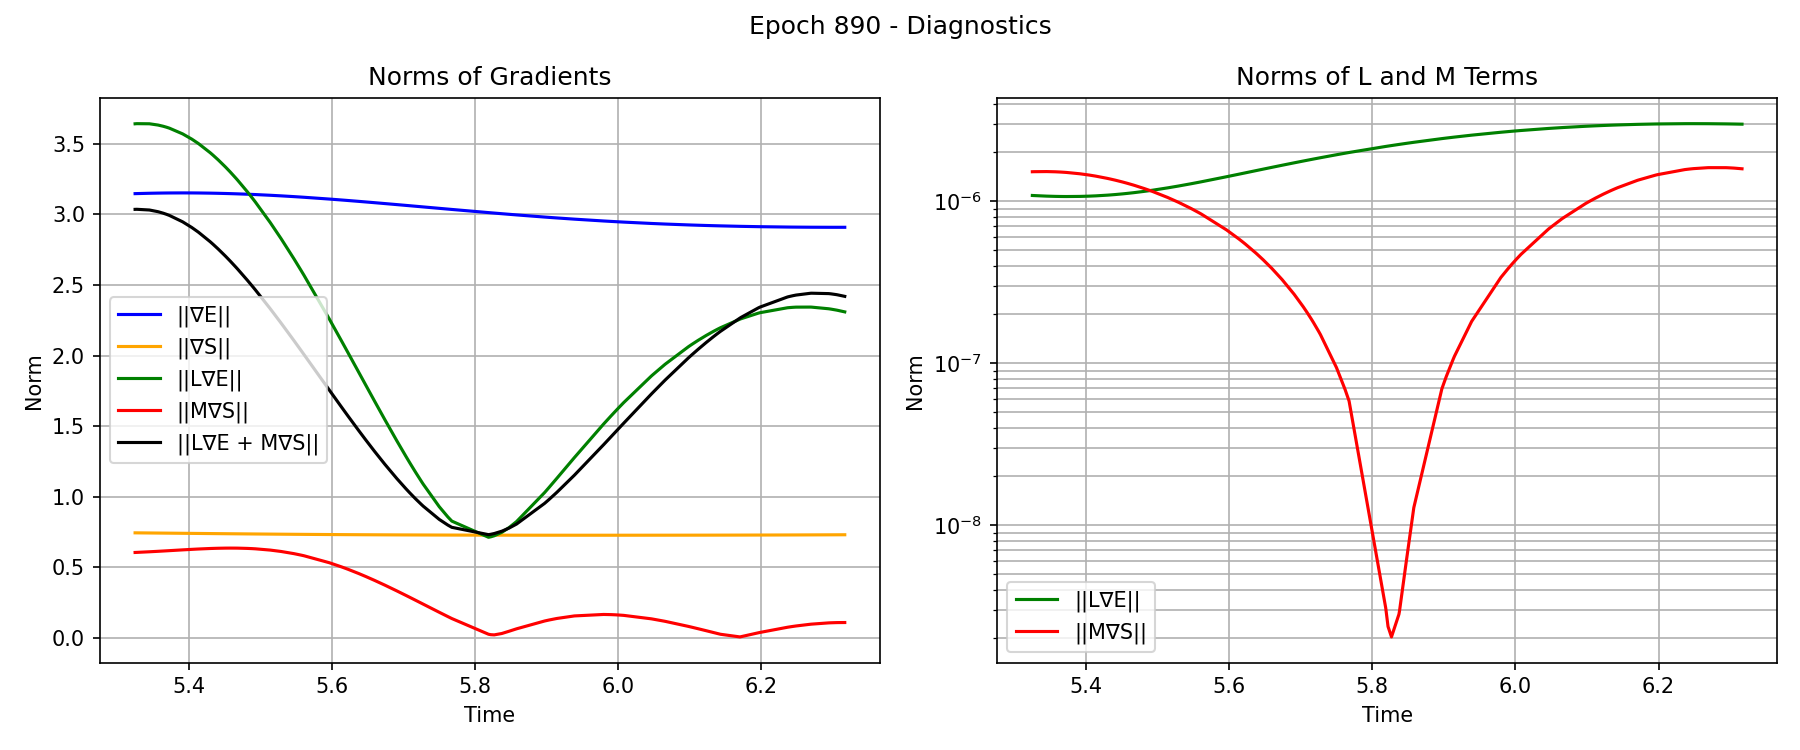 Epoch 890 - Diagnostics
Norms of Gradients
Norm
3.5
3.0
2.5
2.0
1.5
1.0
0.5
0.0
||∇E||
||∇S||
||L∇E||
||M∇S||
||L∇E + M∇S||
5.4 5.6 5.8 6.0 6.2
Time
Norms of L and M Terms
Norm
10⁻⁶
10⁻⁷
10⁻⁸
||L∇E||
||M∇S||
5.4 5.6 5.8 6.0 6.2
Time